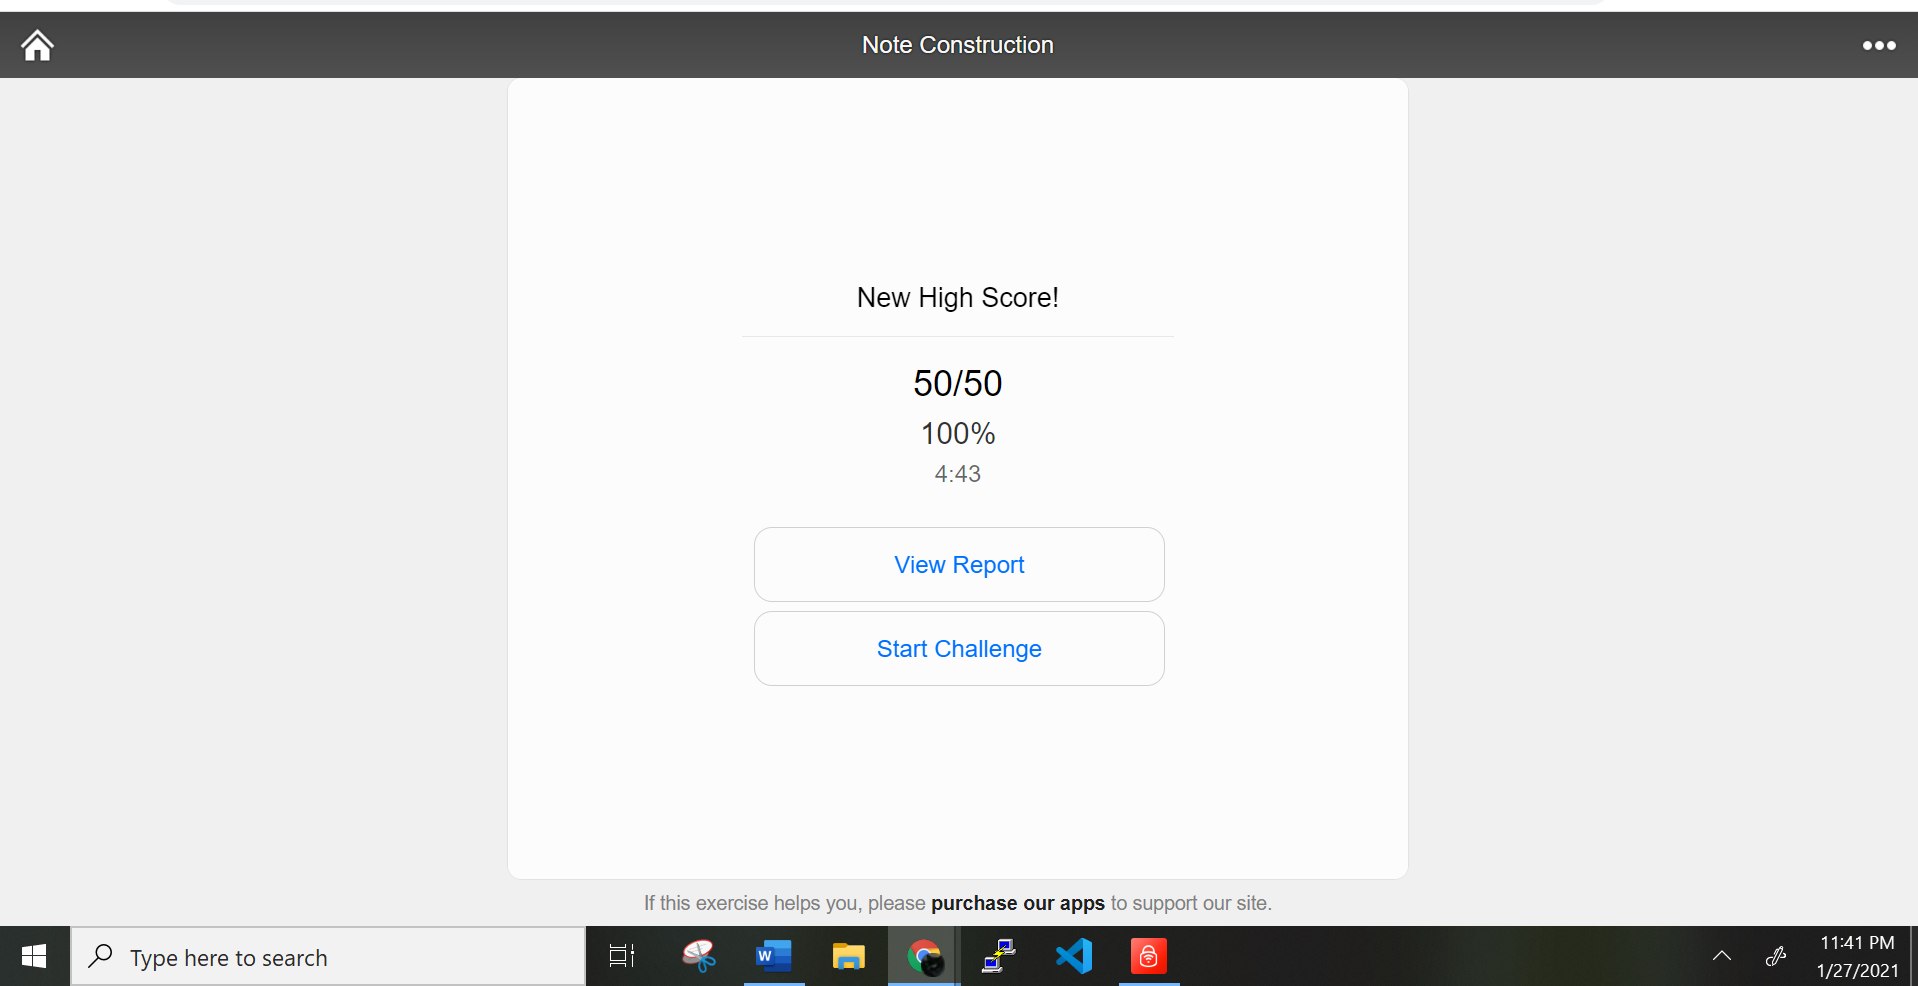 Note Construction
New High Score!
50/50
100%
4:43
View Report
Start Challenge
If this exercise helps you, please purchase our apps to support our site.
Type here to search
W
11:41 PM
1/27/2021